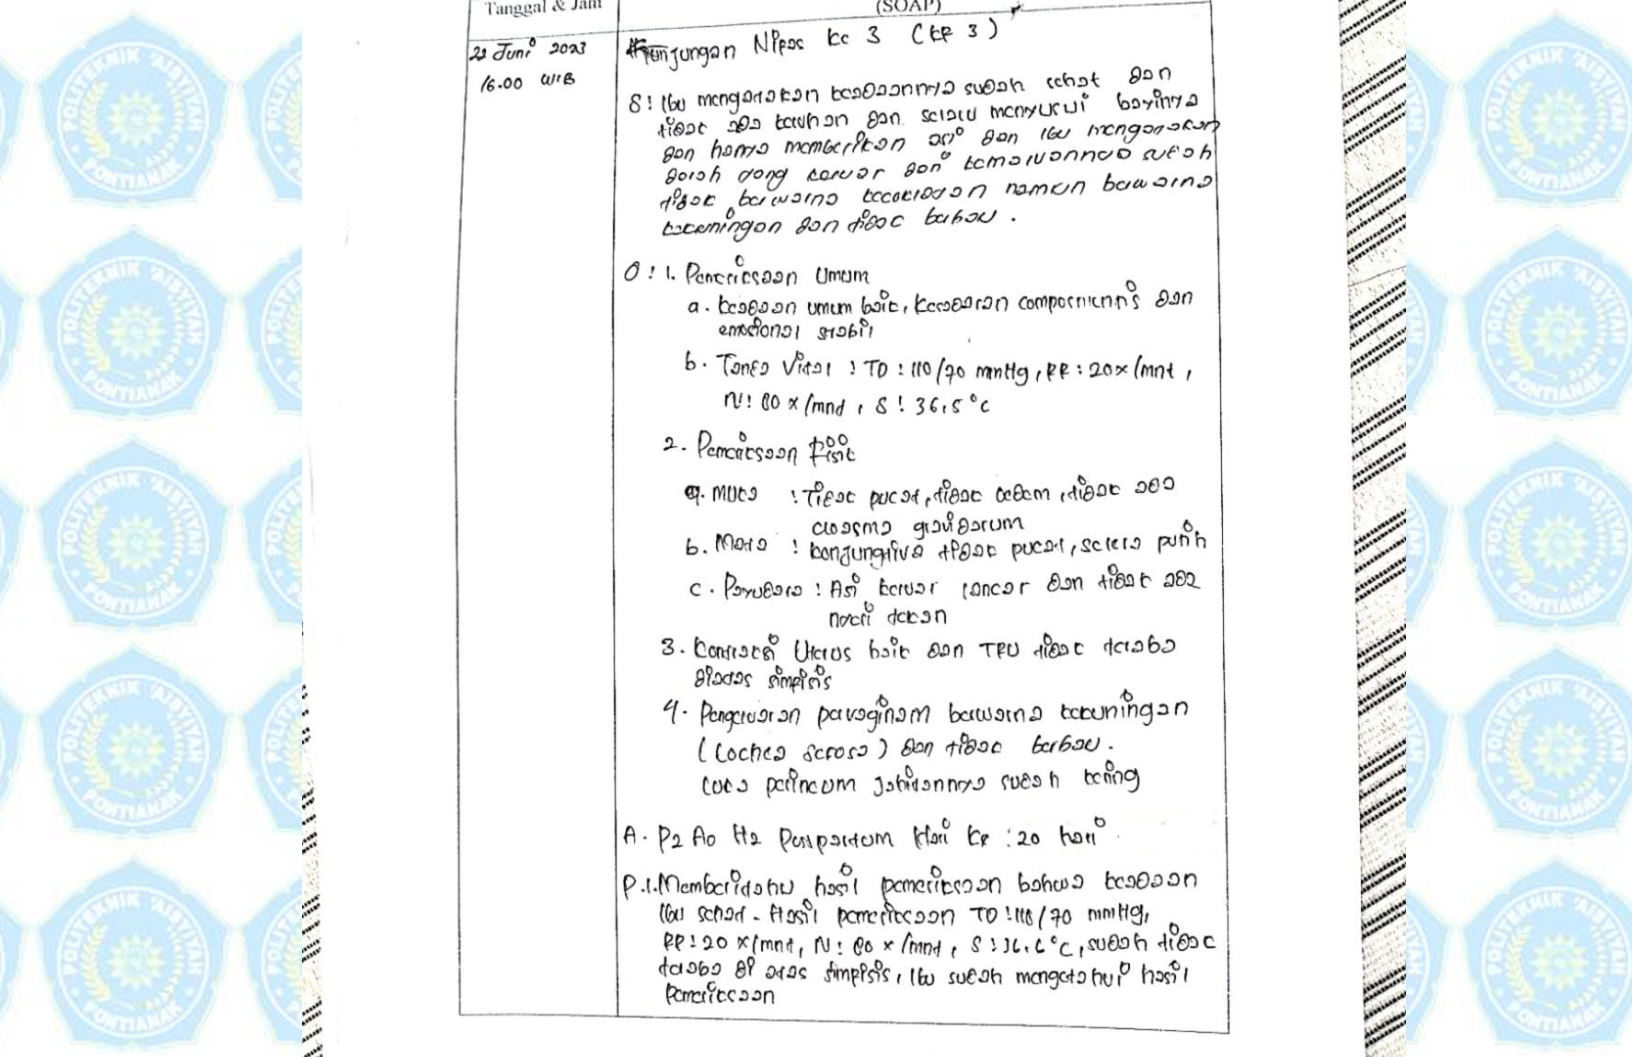 Tanggal & Jam
(SOAP)
22 Juni 2023
16.00 WIB
Kunjungan Nifas ke 3 (KF 3)
S : Ibu mengatakan keadaannya sudah sehat dan
tidak ada keluhan dan selalu menyusui bayinya
dan hanya memberikan asi dan ibu mengatakan
darah yang keluar dari kemaluannya sudah
tidak berwarna kecoklatan namun berwarna
kekuningan dan tidak berbau.
O : 1. Pemeriksaan Umum
a. keadaan umum baik, kesadaran composmentis dan
emosional stabil
b. Tanda Vital : TD : 110/70 mmHg, RR : 20x/mnt,
N : 80 x/mnt, S : 36,5 °C
2. Pemeriksaan fisik
a. Muka : Tidak pucat, tidak odem, tidak ada
cloasma gravidarum
b. Mata : konjungtiva tidak pucat, sclera putih
c. Payudara : Asi keluar lancar dan tidak ada
nyeri tekan
3. Kontraksi Uterus baik dan TFU tidak teraba
diatas simpisis
4. Pengeluaran pervaginam berwarna kekuningan
(Lochea Serosa) dan tidak berbau.
luka perineum jahitannya sudah kering
A. P2 A0 H2 Postpartum Hari ke : 20 hari
P. 1. Memberitahu hasil pemeriksaan bahwa keadaan
Ibu sehat. Hasil pemeriksaan TD : 110/70 mmHg,
RR : 20 x/mnt, N : 80 x/mnt, S : 36,6 °C, sudah tidak
teraba di atas simpisis, Ibu sudah mengetahui hasil
Pemeriksaan
POLITEKNIK 'AISYIYAH
PONTIANAK